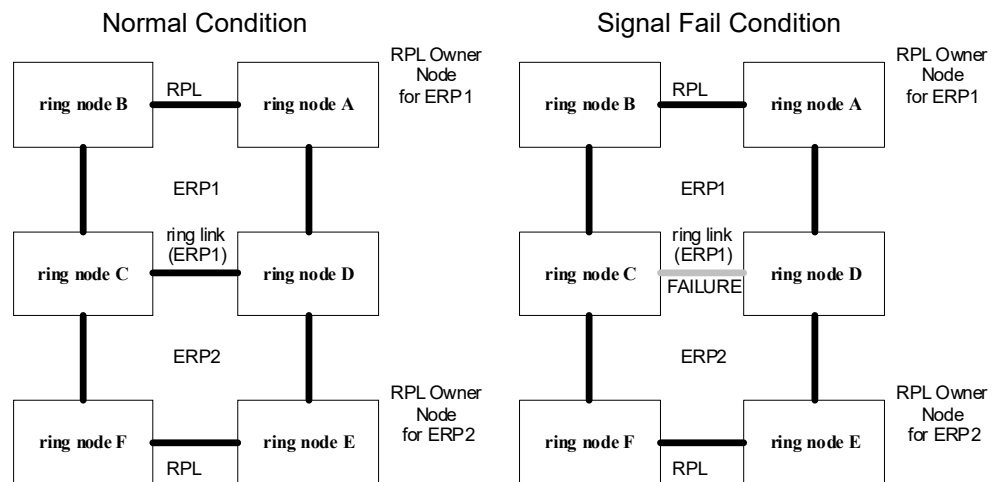 Normal Condition
RPL Owner
Node
for ERP1
ring node B
RPL
ring node A
ERP1
ring link
(ERP1)
ring node C
ring node D
ERP2
RPL Owner
Node
for ERP2
ring node F
RPL
ring node E
Signal Fail Condition
RPL Owner
Node
for ERP1
ring node B
RPL
ring node A
ERP1
ring link
(ERP1)
ring node C
FAILURE
ring node D
ERP2
RPL Owner
Node
for ERP2
ring node F
RPL
ring node E